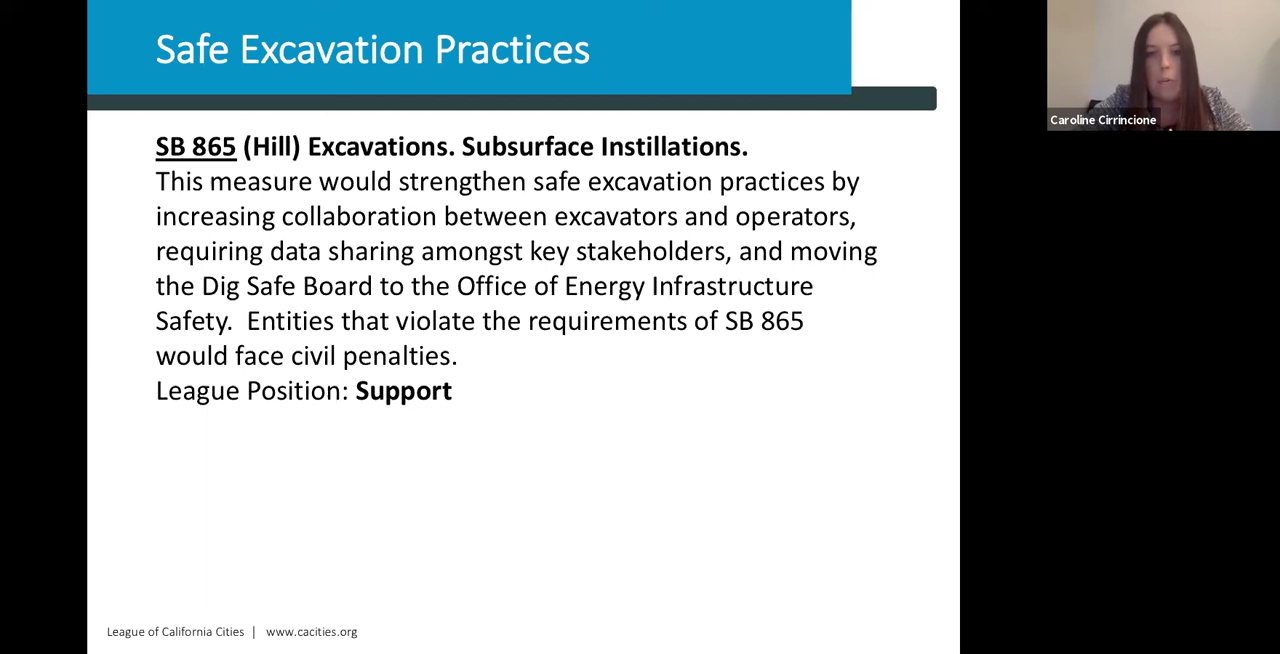 Safe Excavation Practices
Caroline Cirrincione
SB 865 (Hill) Excavations. Subsurface Instillations.
This measure would strengthen safe excavation practices by
increasing collaboration between excavators and operators,
requiring data sharing amongst key stakeholders, and moving
the Dig Safe Board to the Office of Energy Infrastructure
Safety.  Entities that violate the requirements of SB 865
would face civil penalties.
League Position: Support
League of California Cities | www.cacities.org